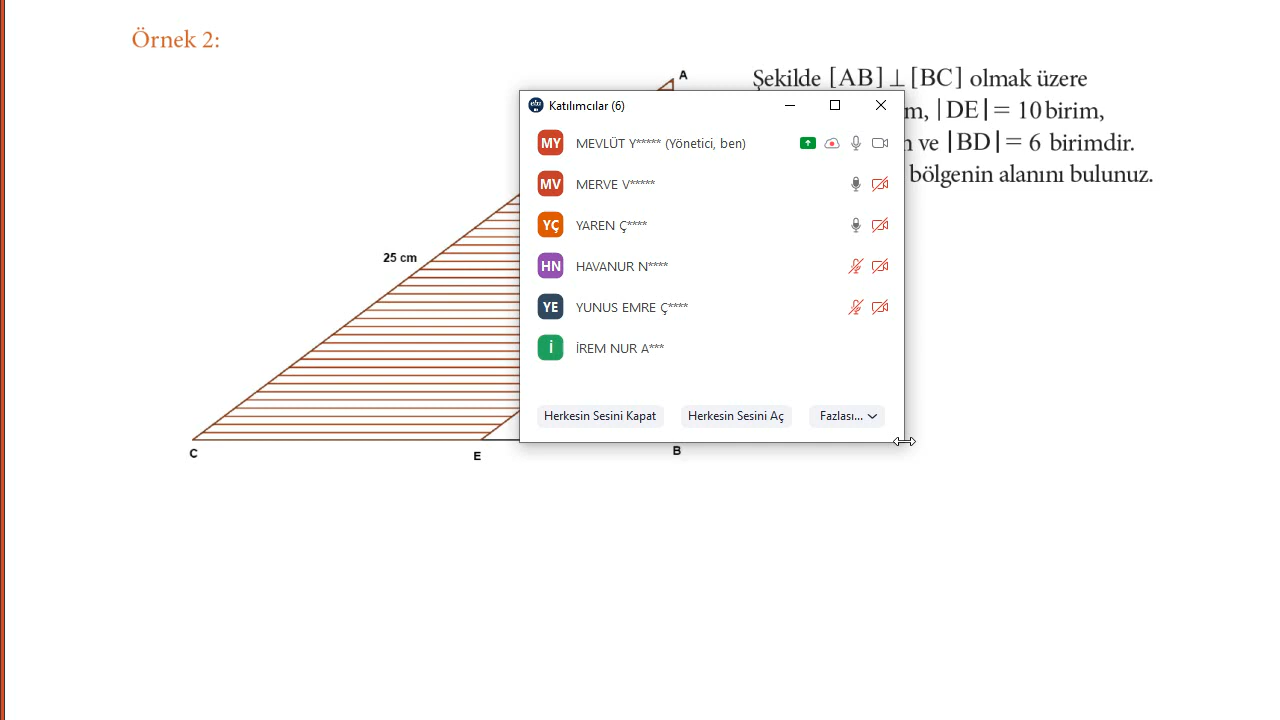 Örnek 2:
A
Şekilde [AB] ⊥ [BC] olmak üzere
Katılımcılar (6)
|DE| = 10 birim,
MY MEVLÜT Y***** (Yönetici, ben)
ve |BD| = 6 birimdir.
bölgenin alanını bulunuz.
MV MERVE V*****
YÇ YAREN Ç****
25 cm
HN HAVANUR N****
YE YUNUS EMRE Ç****
İ İREM NUR A***
Herkesin Sesini Kapat Herkesin Sesini Aç Fazlası...
C
E
B